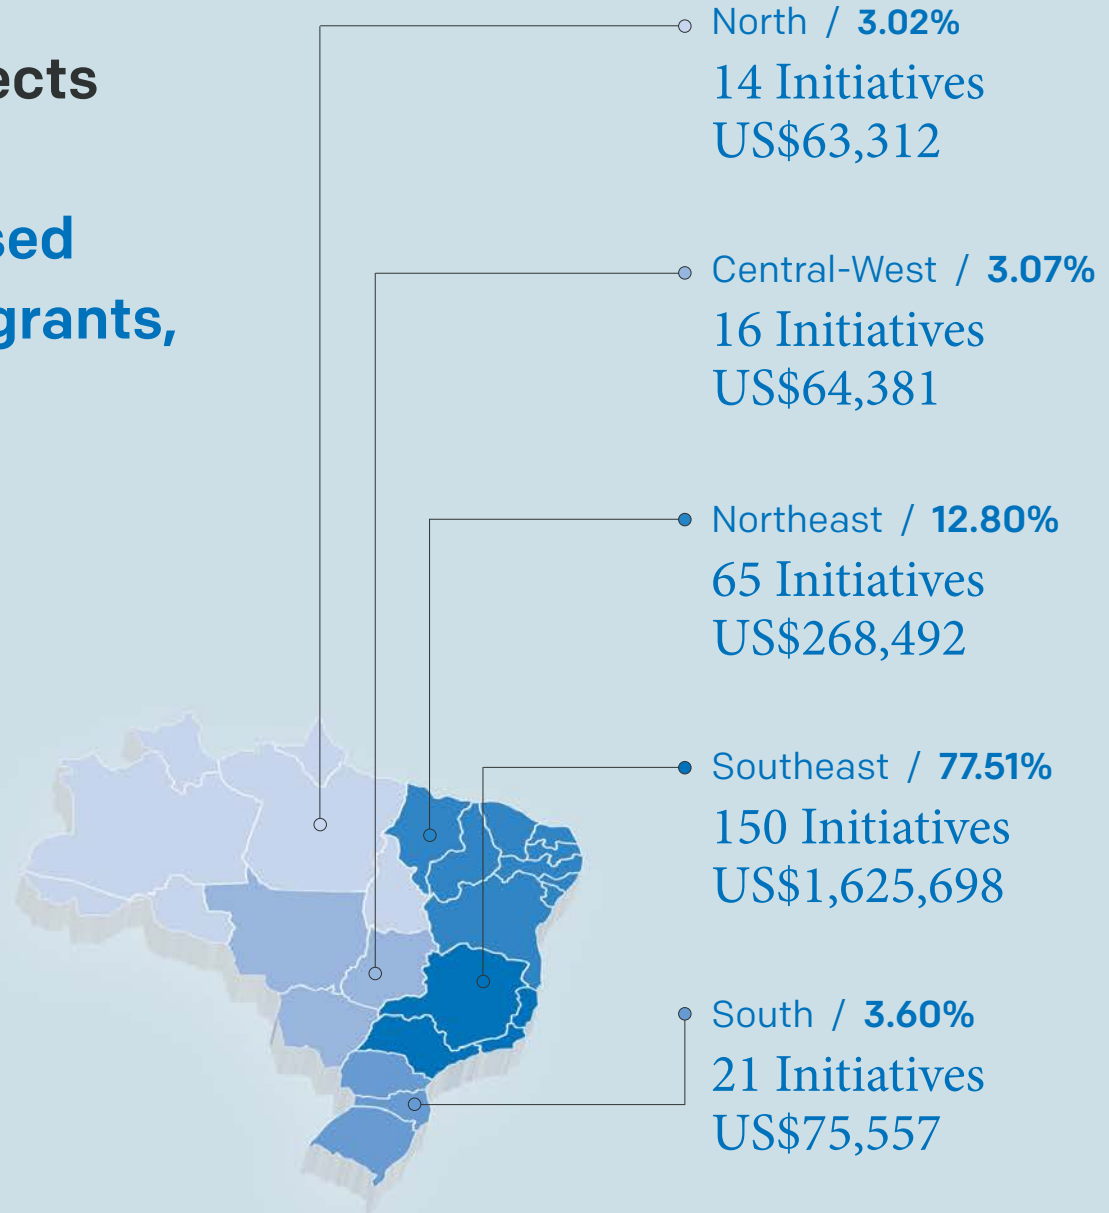 ects
sed
grants,
North / 3.02%
14 Initiatives
US$63,312
Central-West / 3.07%
16 Initiatives
US$64,381
Northeast / 12.80%
65 Initiatives
US$268,492
Southeast / 77.51%
150 Initiatives
US$1,625,698
South / 3.60%
21 Initiatives
US$75,557